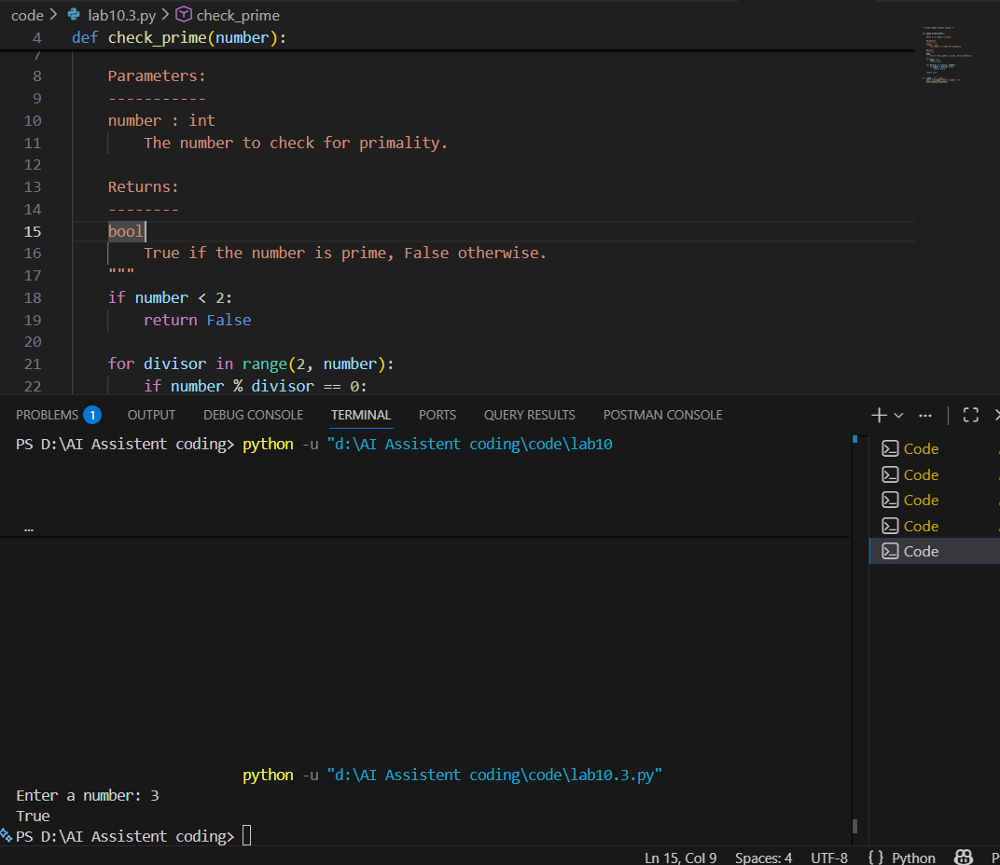 code > lab10.3.py > check_prime
4 def check_prime(number):
7
8 Parameters:
9 -----------
10 number : int
11 The number to check for primality.
12
13 Returns:
14 --------
15 bool
16 True if the number is prime, False otherwise.
17 """
18 if number < 2:
19 return False
20
21 for divisor in range(2, number):
22 if number % divisor == 0:
PROBLEMS 1 OUTPUT DEBUG CONSOLE TERMINAL PORTS QUERY RESULTS POSTMAN CONSOLE
PS D:\AI Assistent coding> python -u "d:\AI Assistent coding\code\lab10
...
python -u "d:\AI Assistent coding\code\lab10.3.py"
Enter a number: 3
True
PS D:\AI Assistent coding>
Code
Code
Code
Code
Code
Ln 15, Col 9 Spaces: 4 UTF-8 {} Python